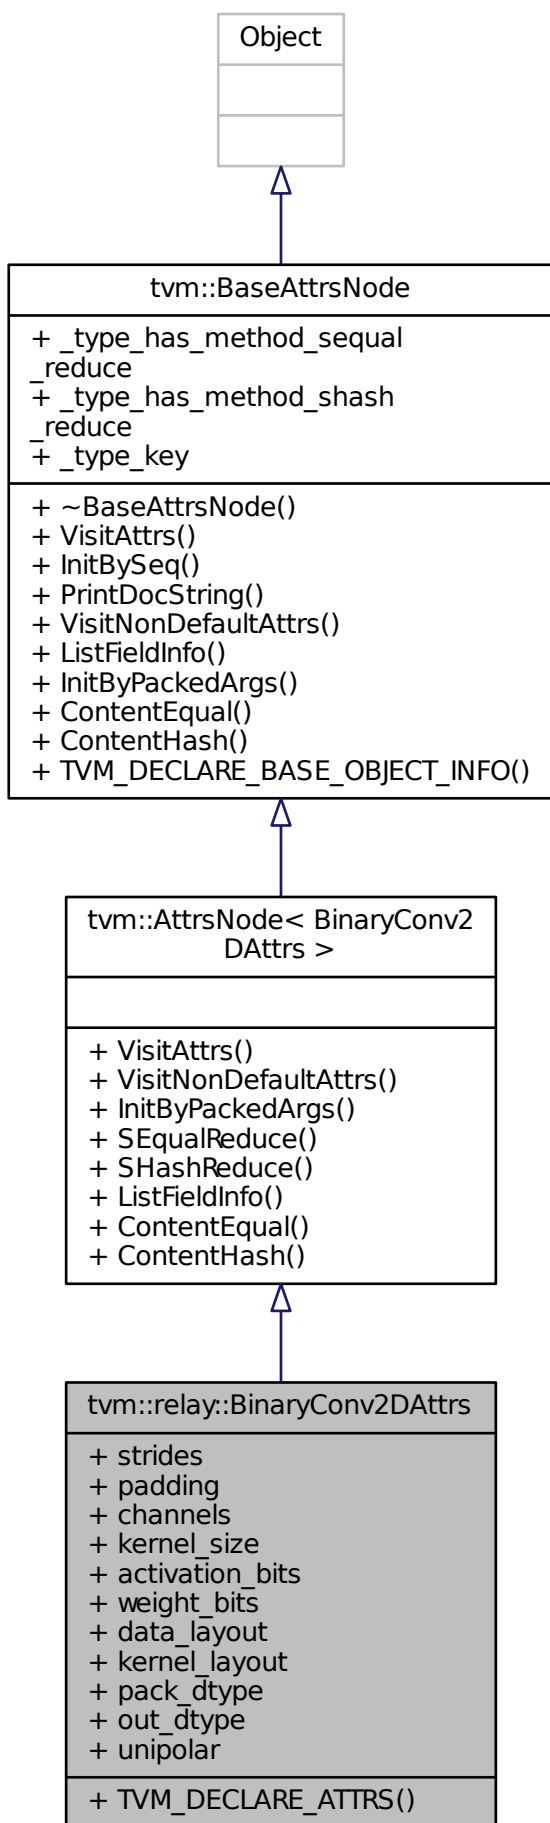 Object
tvm::BaseAttrsNode
+ _type_has_method_sequal
_reduce
+ _type_has_method_shash
_reduce
+ _type_key
+ ~BaseAttrsNode()
+ VisitAttrs()
+ InitBySeq()
+ PrintDocString()
+ VisitNonDefaultAttrs()
+ ListFieldInfo()
+ InitByPackedArgs()
+ ContentEqual()
+ ContentHash()
+ TVM_DECLARE_BASE_OBJECT_INFO()
tvm::AttrsNode< BinaryConv2
DAttrs >
+ VisitAttrs()
+ VisitNonDefaultAttrs()
+ InitByPackedArgs()
+ SEqualReduce()
+ SHashReduce()
+ ListFieldInfo()
+ ContentEqual()
+ ContentHash()
tvm::relay::BinaryConv2DAttrs
+ strides
+ padding
+ channels
+ kernel_size
+ activation_bits
+ weight_bits
+ data_layout
+ kernel_layout
+ pack_dtype
+ out_dtype
+ unipolar
+ TVM_DECLARE_ATTRS()